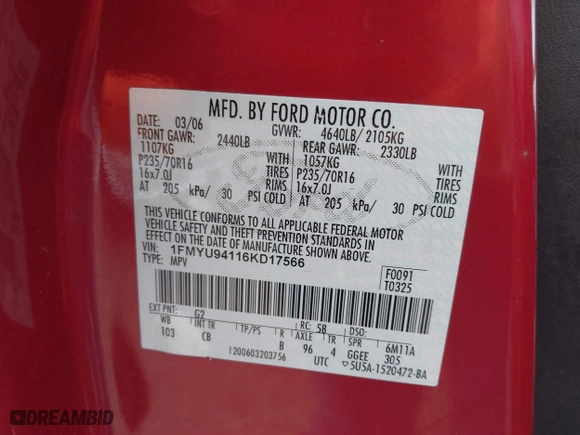 MFD. BY FORD MOTOR CO.
DATE: 03/06 GVWR: 4640LB/ 2105KG
FRONT GAWR: 2440LB REAR GAWR: 2330LB
1107KG 1057KG
P235/70R16 TIRES P235/70R16 TIRES
16x7.0J RIMS 16x7.0J RIMS
AT 205 kPa/ 30 PSI COLD AT 205 kPa/ 30 PSI COLD
THIS VEHICLE CONFORMS TO ALL APPLICABLE FEDERAL MOTOR
VEHICLE SAFETY AND THEFT PREVENTION STANDARDS IN
EFFECT ON THE DATE OF MANUFACTURE SHOWN ABOVE.
VIN: 1FMYU94116KD17566
TYPE: MPV
F0091
T0325
EXT PNT: G2 RC: 5B DSO:
WB INT TR TP/PS R AXLE TR SPR 6M11A
103 CB B 96 4 GGEE 305
1200603203756 UTC ▽5U5A-1520472-BA
Ford
DREAMBID